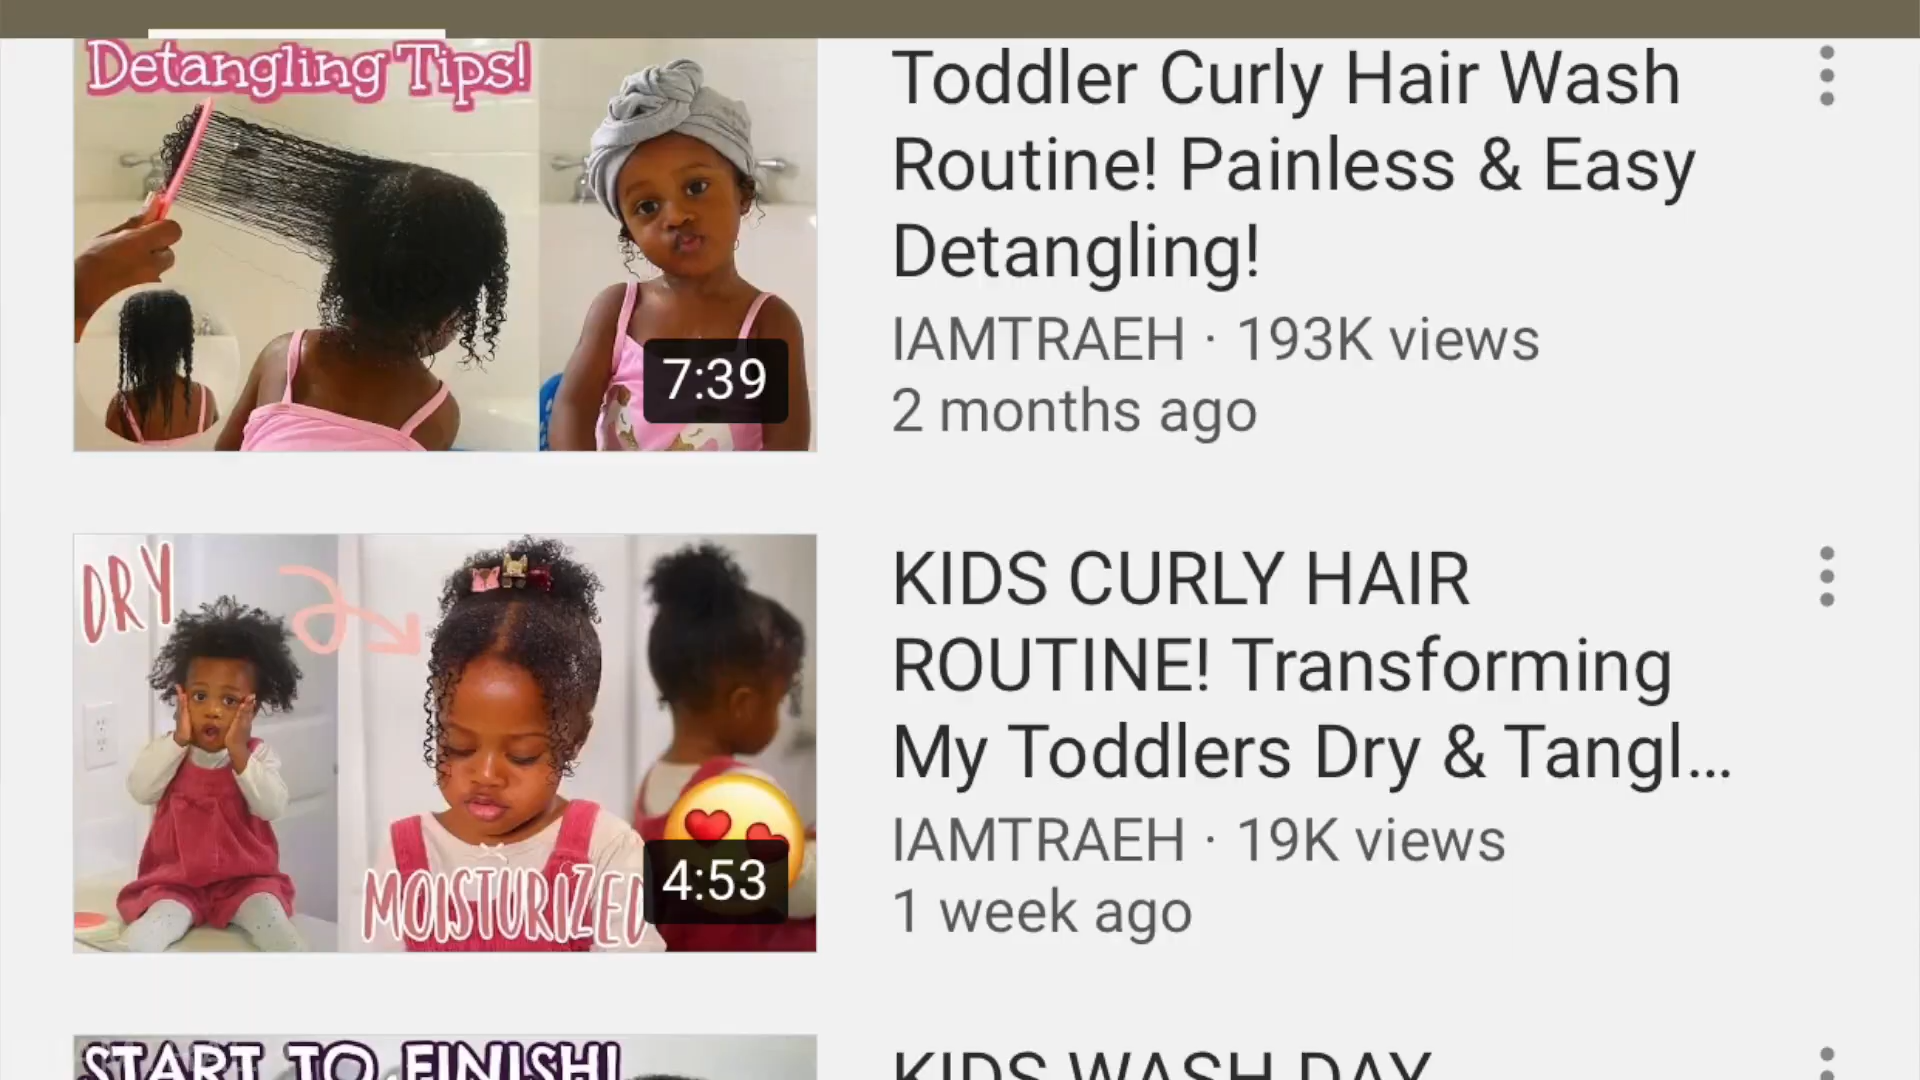 Detangling Tips!
7:39
Toddler Curly Hair Wash
Routine! Painless & Easy
Detangling!
IAMTRAEH · 193K views
2 months ago
DRY
MOISTURIZED
4:53
KIDS CURLY HAIR
ROUTINE! Transforming
My Toddlers Dry & Tangl...
IAMTRAEH · 19K views
1 week ago
START TO FINISH!
KIDS WASH DAY